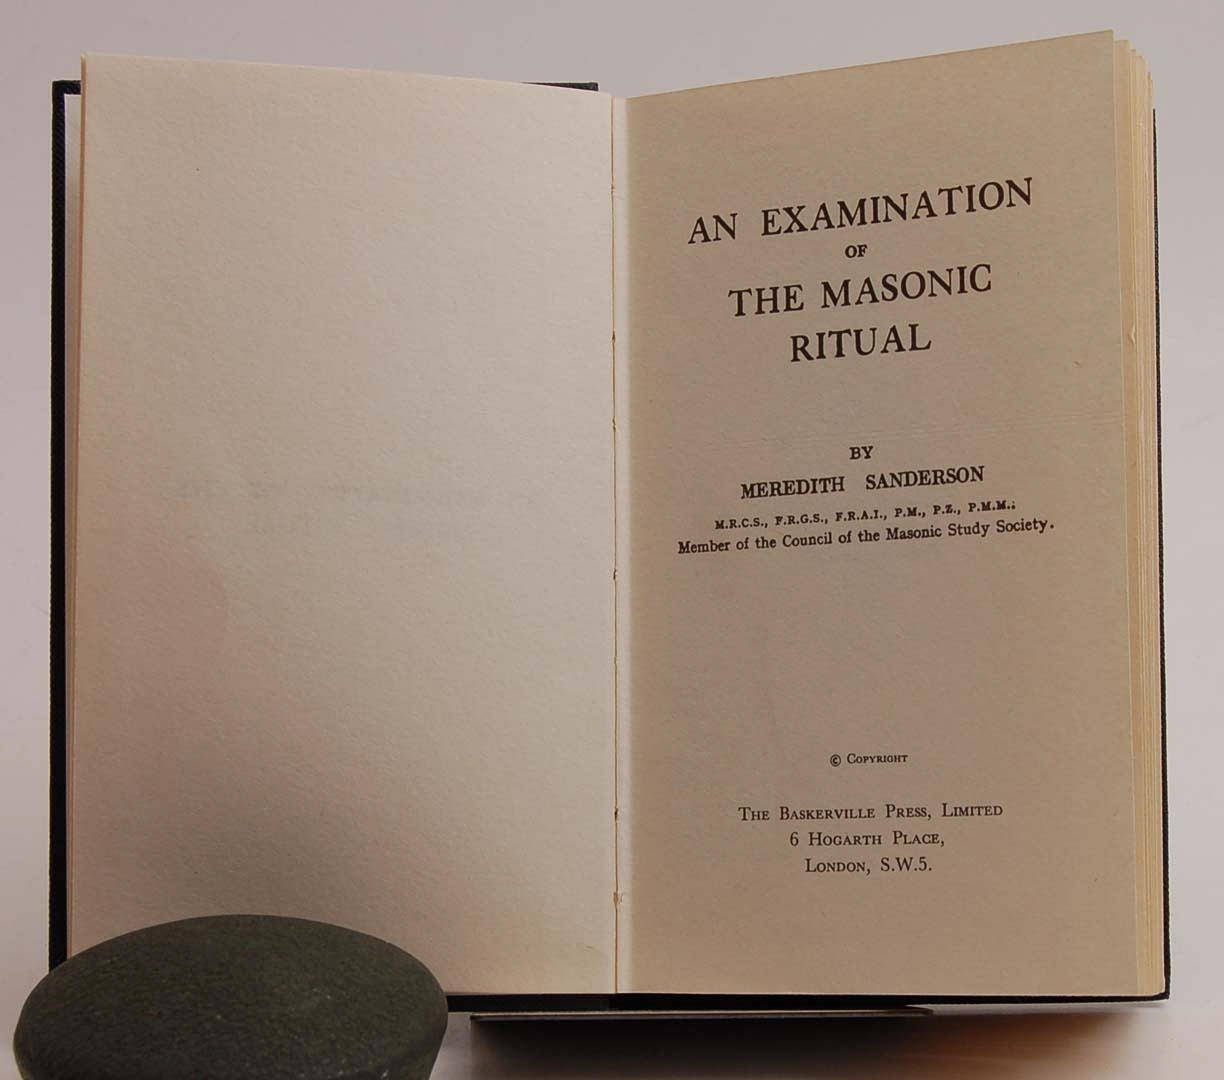 AN EXAMINATION
OF
THE MASONIC
RITUAL
BY
MEREDITH SANDERSON
M.R.C.S., F.R.G.S., F.R.A.I., P.M., P.Z., P.M.M.;
Member of the Council of the Masonic Study Society.
© COPYRIGHT
THE BASKERVILLE PRESS, LIMITED
6 HOGARTH PLACE,
LONDON, S.W.5.